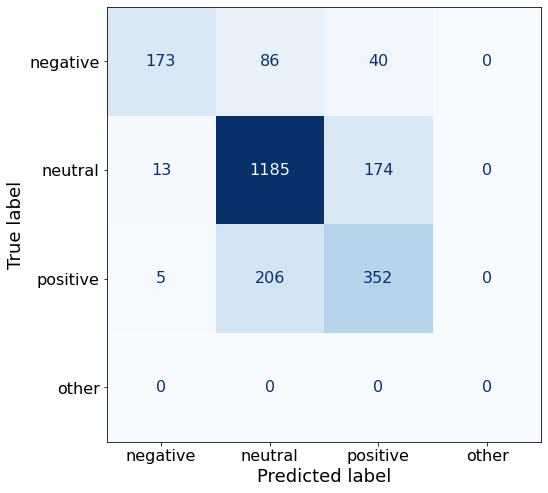 True label
negative 173 86 40 0
neutral 13 1185 174 0
positive 5 206 352 0
other 0 0 0 0
negative neutral positive other
Predicted label